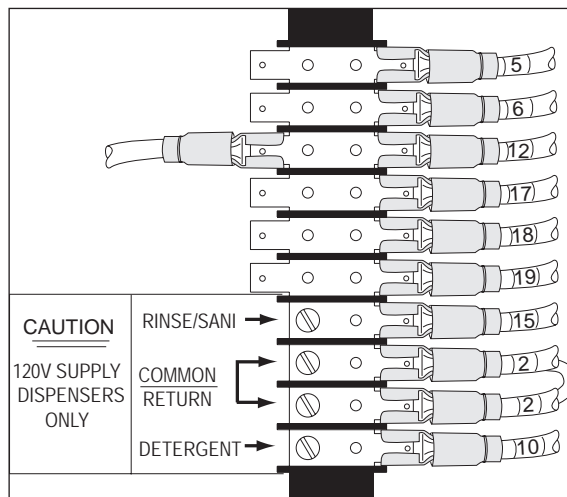 5
6
12
17
18
19
CAUTION
120V SUPPLY
DISPENSERS
ONLY
RINSE/SANI
15
COMMON
RETURN
2
2
DETERGENT
10